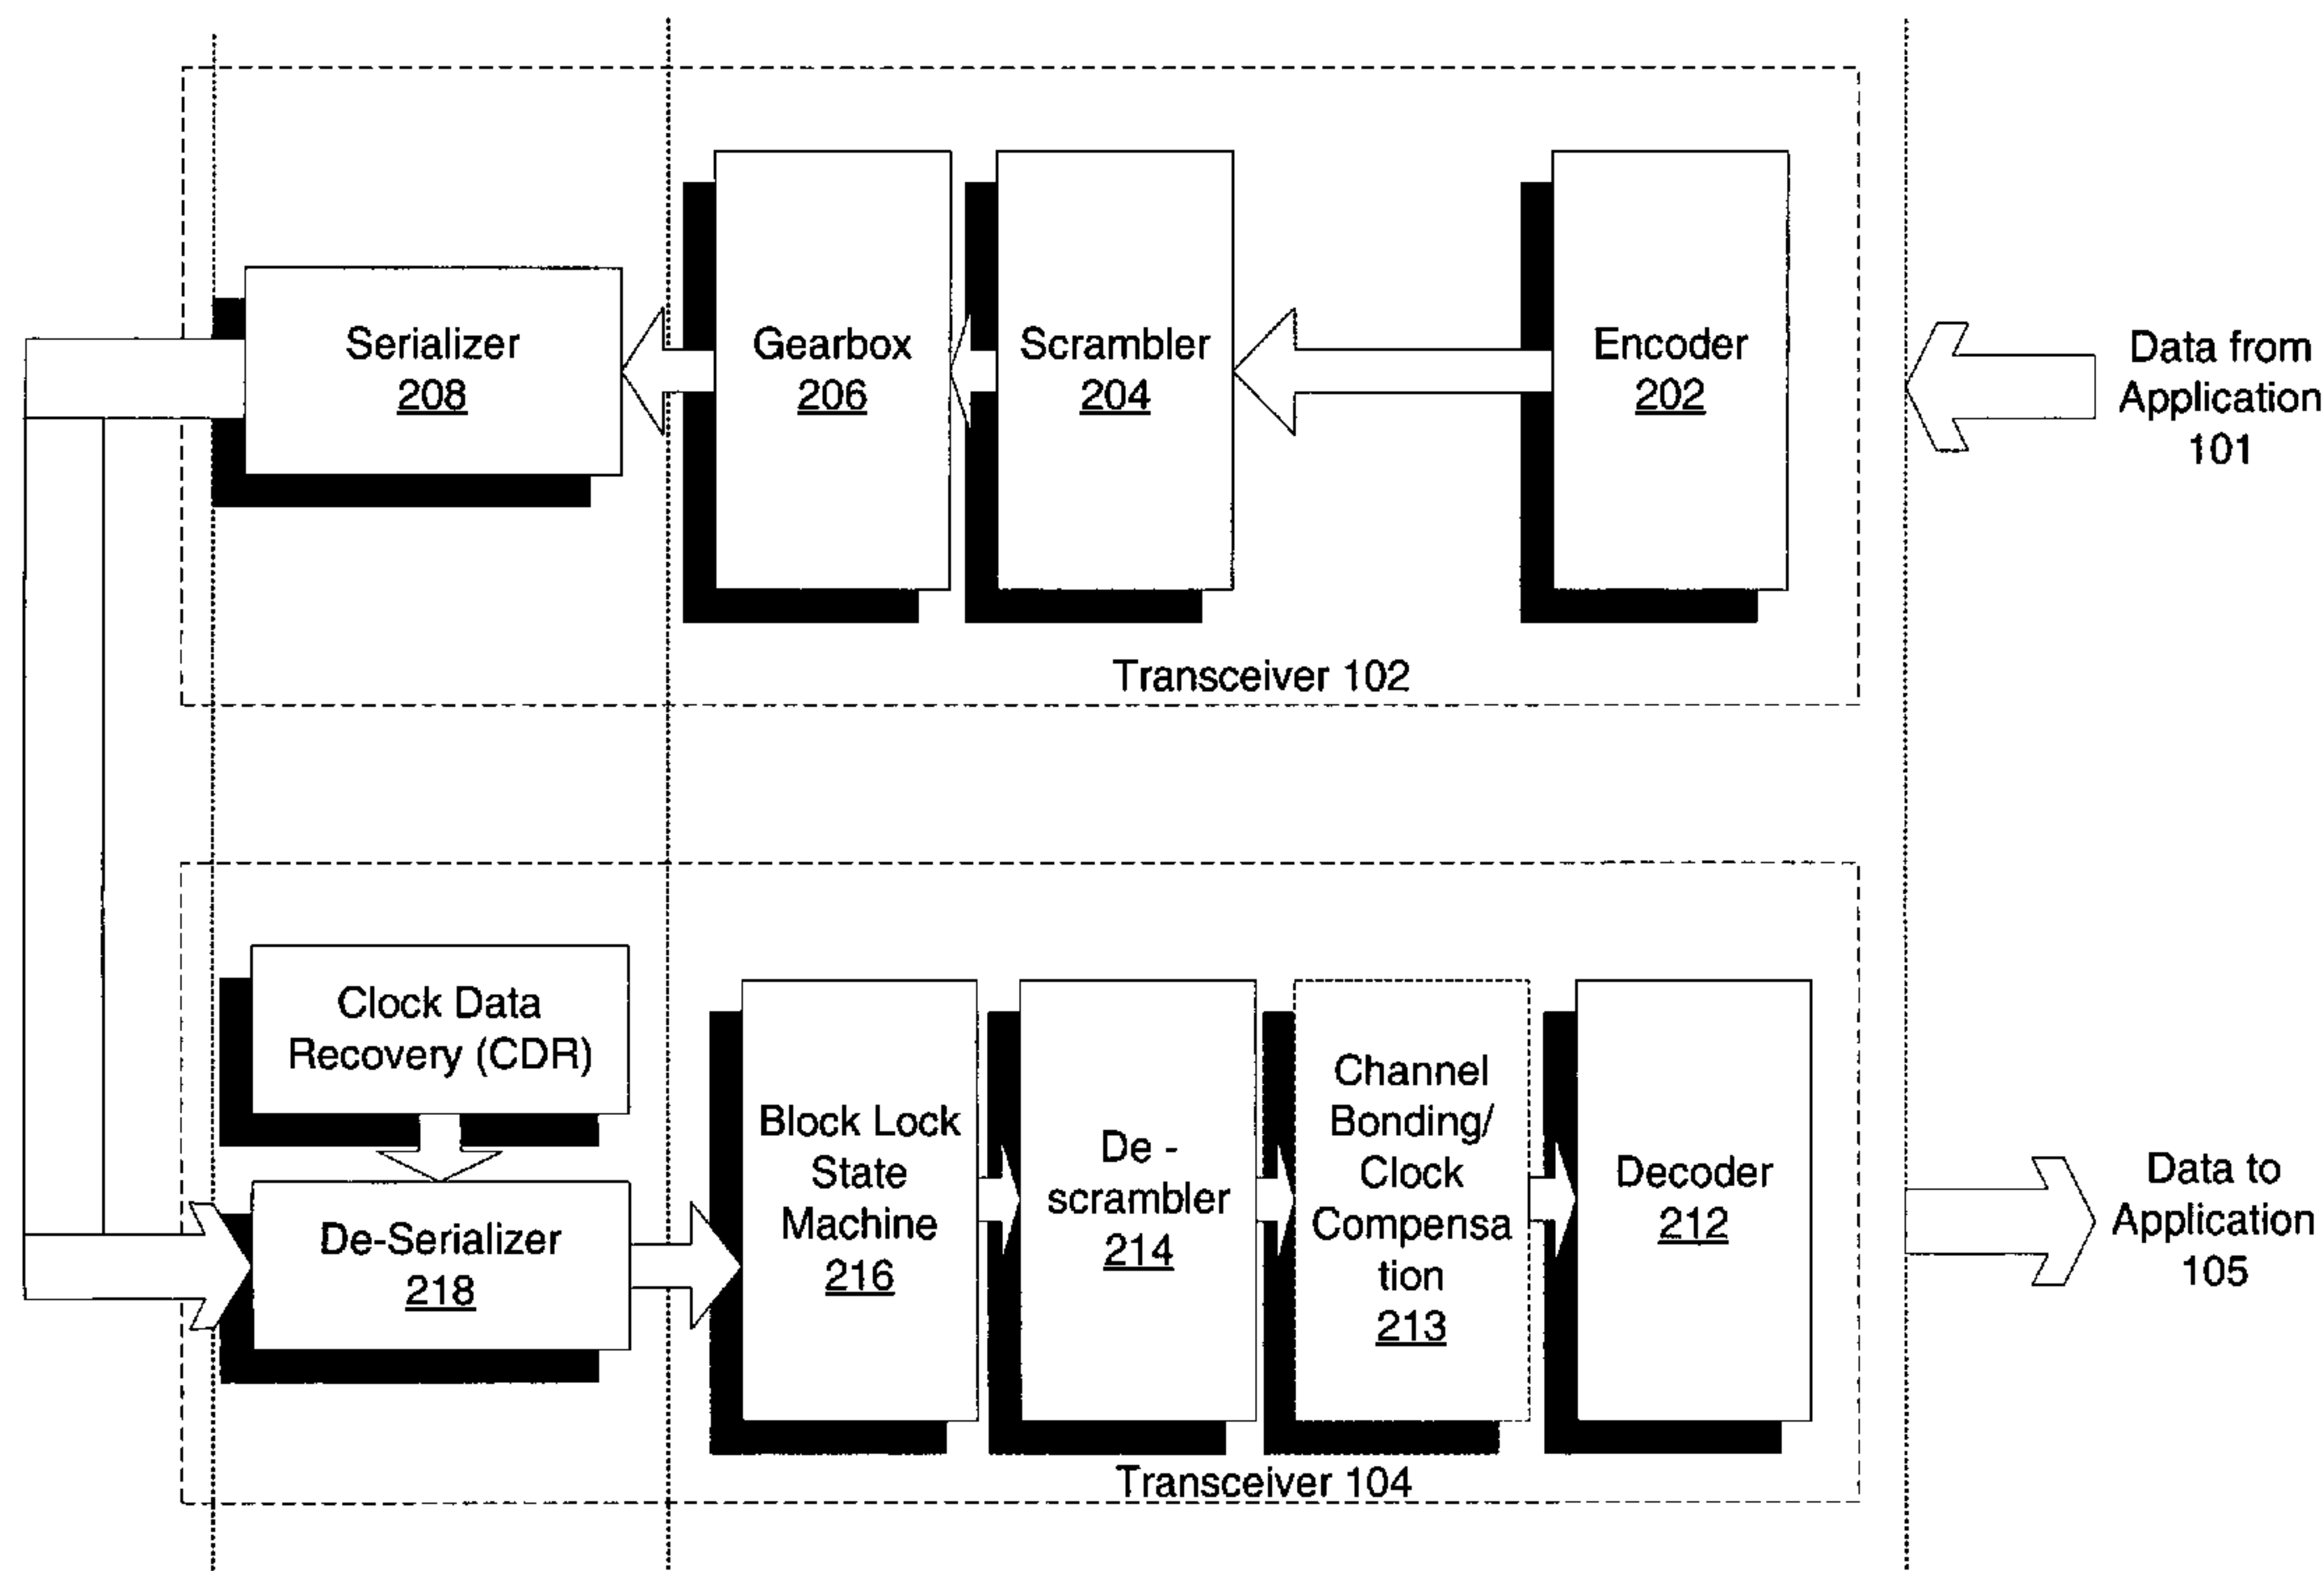 Serializer
208
Gearbox
206
Scrambler
204
Encoder
202
Data from
Application
101
Transceiver 102
Clock Data
Recovery (CDR)
De-Serializer
218
Block Lock
State
Machine
216
De -
scrambler
214
Channel
Bonding/
Clock
Compensa
tion
213
Decoder
212
Data to
Application
105
Transceiver 104